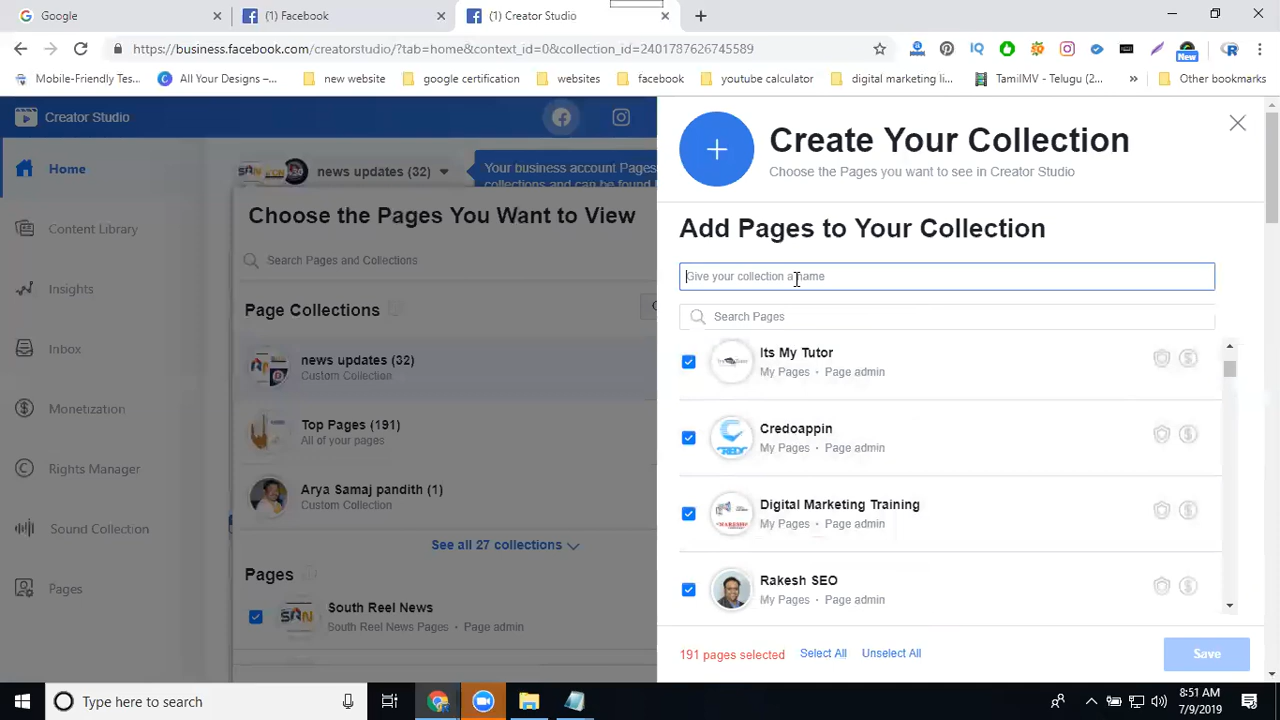 Google
(1) Facebook
(1) Creator Studio
https://business.facebook.com/creatorstudio/?tab=home&context_id=0&collection_id=2401787626745589
New
Mobile-Friendly Tes...
All Your Designs –...
new website
google certification
websites
facebook
youtube calculator
digital marketing li...
TamilMV - Telugu (2...
Other bookmarks
Creator Studio
Home
Content Library
Insights
Inbox
Monetization
Rights Manager
Sound Collection
Pages
news updates (32)
Your business account Pages
collections and can be found
Choose the Pages You Want to View
Search Pages and Collections
Page Collections
news updates (32)
Custom Collection
Top Pages (191)
All of your pages
Arya Samaj pandith (1)
Custom Collection
See all 27 collections
Pages
South Reel News
South Reel News Pages • Page admin
Create Your Collection
Choose the Pages you want to see in Creator Studio
Add Pages to Your Collection
Give your collection a name
Search Pages
Its My Tutor
My Pages • Page admin
Credoappin
My Pages • Page admin
Digital Marketing Training
My Pages • Page admin
Rakesh SEO
My Pages • Page admin
191 pages selected
Select All
Unselect All
Save
Type here to search
8:51 AM
7/9/2019